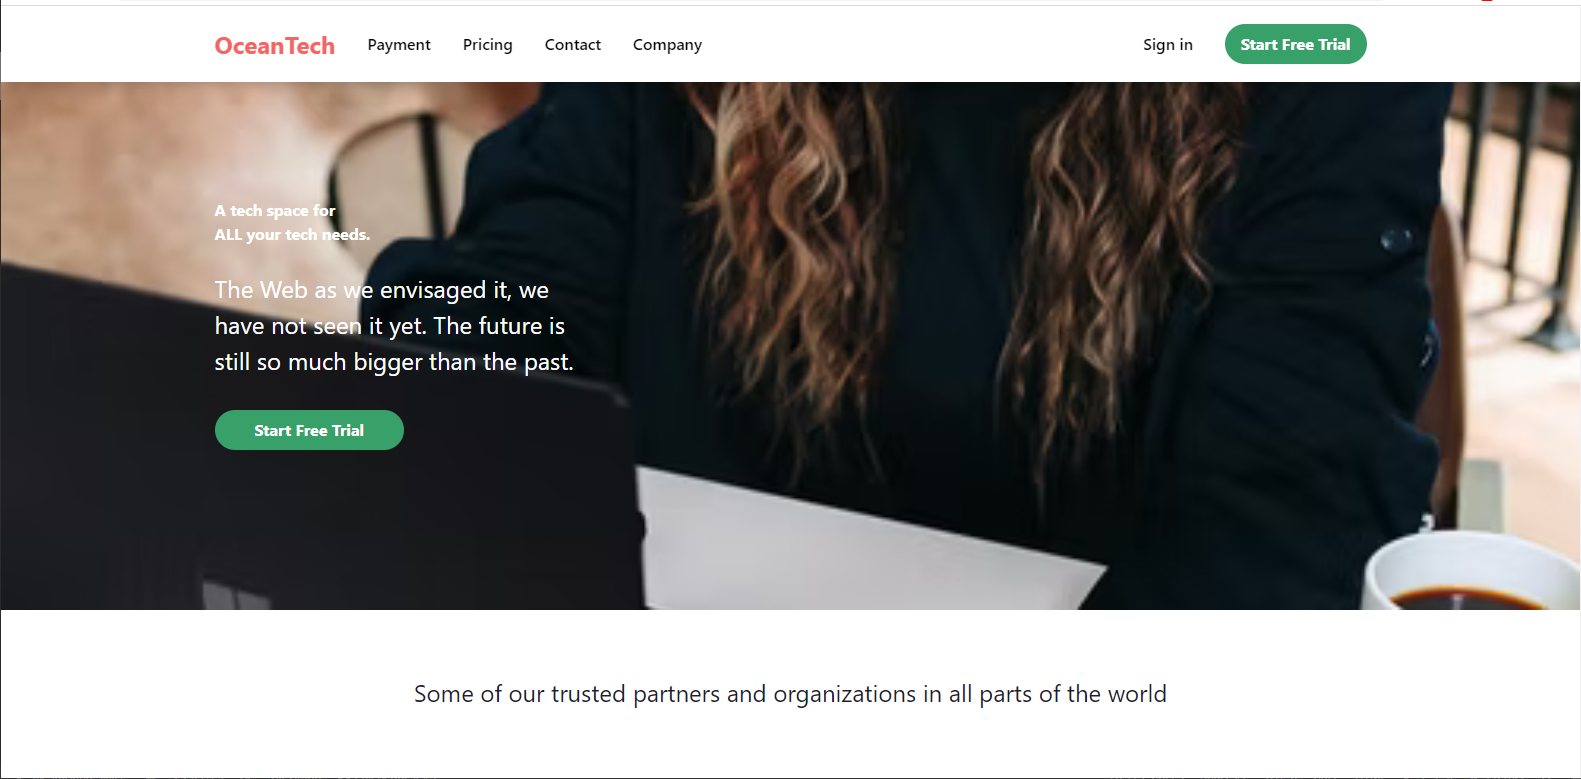 OceanTech Payment Pricing Contact Company Sign in Start Free Trial
A tech space for
ALL your tech needs.
The Web as we envisaged it, we
have not seen it yet. The future is
still so much bigger than the past.
Start Free Trial
Some of our trusted partners and organizations in all parts of the world